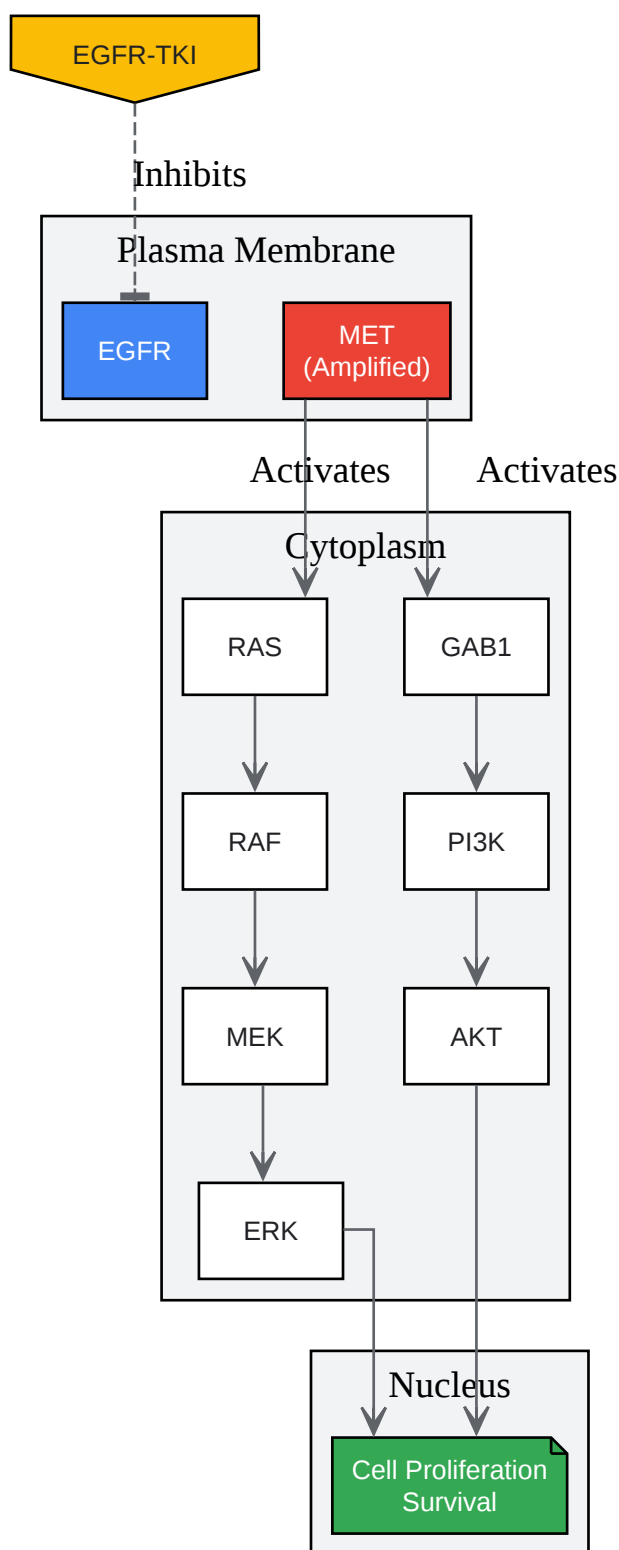 EGFR-TKI
Inhibits
Plasma Membrane
EGFR
MET
(Amplified)
Activates
Activates
Cytoplasm
RAS
GAB1
RAF
PI3K
MEK
AKT
ERK
Nucleus
Cell Proliferation
Survival